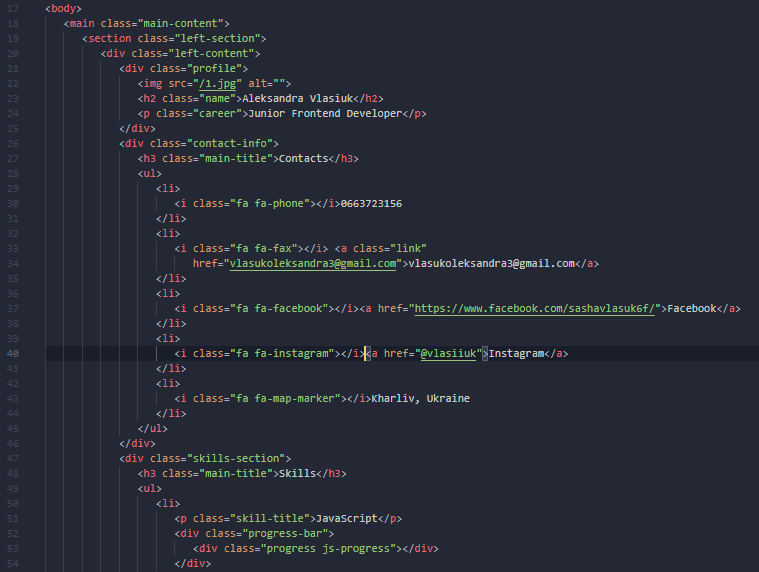 17 <body>
18 <main class="main-content">
19 <section class="left-section">
20 <div class="left-content">
21 <div class="profile">
22 <img src="/1.jpg" alt="">
23 <h2 class="name">Aleksandra Vlasiuk</h2>
24 <p class="career">Junior Frontend Developer</p>
25 </div>
26 <div class="contact-info">
27 <h3 class="main-title">Contacts</h3>
28 <ul>
29 <li>
30 <i class="fa fa-phone"></i>0663723156
31 </li>
32 <li>
33 <i class="fa fa-fax"></i> <a class="link"
34 href="vlasukoleksandra3@gmail.com">vlasukoleksandra3@gmail.com</a>
35 </li>
36 <li>
37 <i class="fa fa-facebook"></i><a href="https://www.facebook.com/sashavlasuk6f/">Facebook</a>
38 </li>
39 <li>
40 <i class="fa fa-instagram"></i><a href="@vlasiiuk">Instagram</a>
41 </li>
42 <li>
43 <i class="fa fa-map-marker"></i>Kharliv, Ukraine
44 </li>
45 </ul>
46 </div>
47 <div class="skills-section">
48 <h3 class="main-title">Skills</h3>
49 <ul>
50 <li>
51 <p class="skill-title">JavaScript</p>
52 <div class="progress-bar">
53 <div class="progress js-progress"></div>
54 </div>